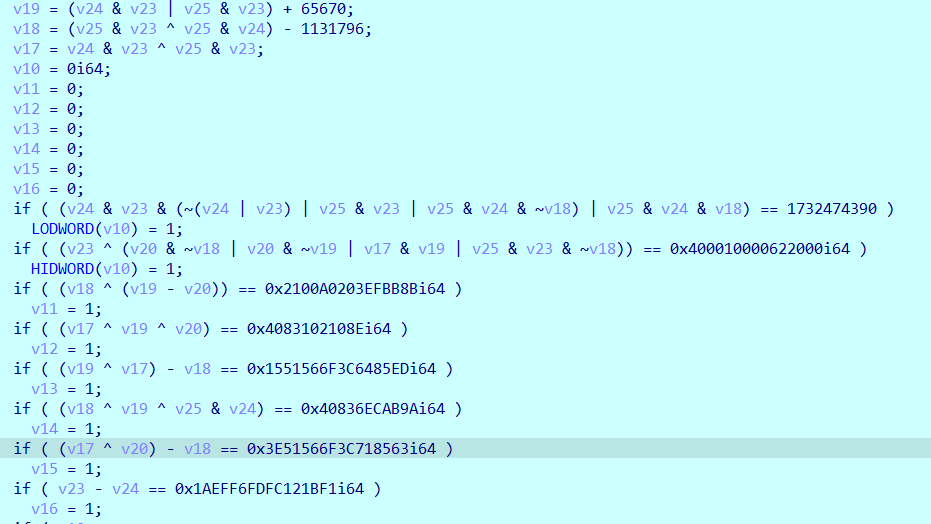 v19 = (v24 & v23 | v25 & v23) + 65670;
v18 = (v25 & v23 ^ v25 & v24) - 1131796;
v17 = v24 & v23 ^ v25 & v23;
v10 = 0i64;
v11 = 0;
v12 = 0;
v13 = 0;
v14 = 0;
v15 = 0;
v16 = 0;
if ( (v24 & v23 & (~(v24 | v23) | v25 & v23 | v25 & v24 & ~v18) | v25 & v24 & v18) == 1732474390 )
LODWORD(v10) = 1;
if ( (v23 ^ (v20 & ~v18 | v20 & ~v19 | v17 & v19 | v25 & v23 & ~v18)) == 0x400010000622000i64 )
HIDWORD(v10) = 1;
if ( (v18 ^ (v19 - v20)) == 0x2100A0203EFBB8Bi64 )
v11 = 1;
if ( (v17 ^ v19 ^ v20) == 0x4083102108Ei64 )
v12 = 1;
if ( (v19 ^ v17) - v18 == 0x1551566F3C6485EDi64 )
v13 = 1;
if ( (v18 ^ v19 ^ v25 & v24) == 0x40836ECAB9Ai64 )
v14 = 1;
if ( (v17 ^ v20) - v18 == 0x3E51566F3C718563i64 )
v15 = 1;
if ( v23 - v24 == 0x1AEFF6FDFC121BF1i64 )
v16 = 1;